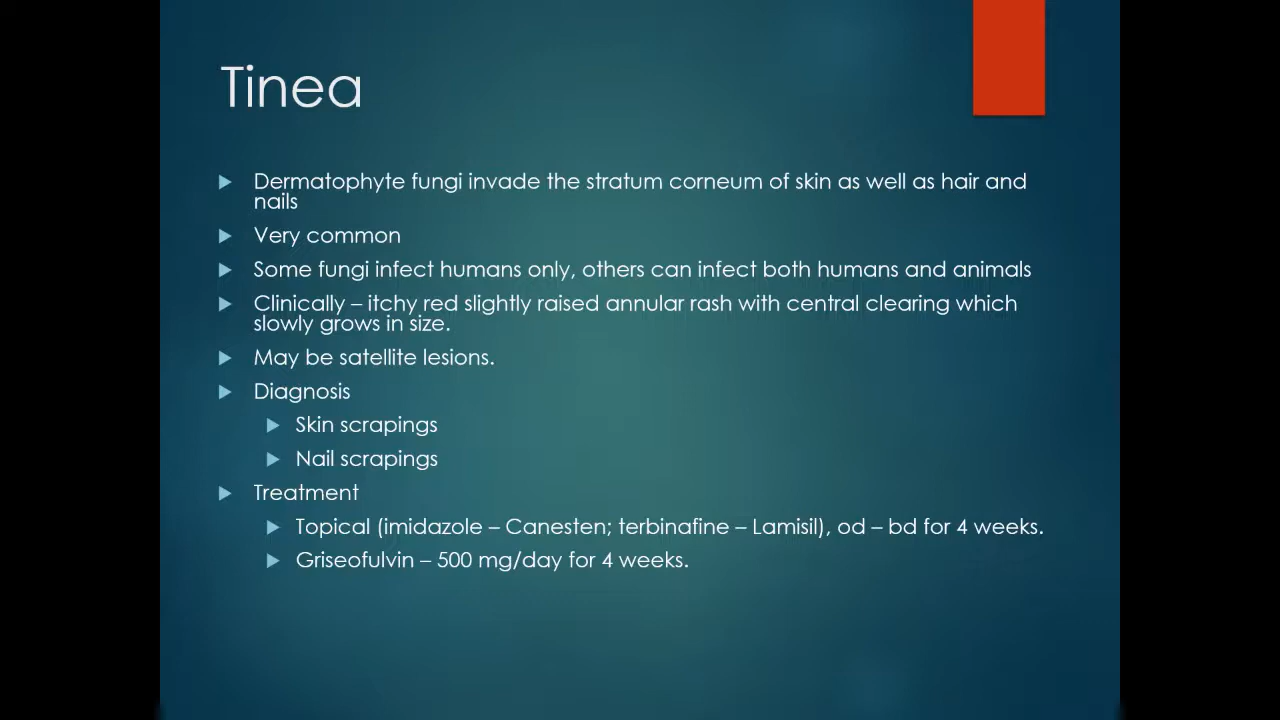 Tinea
Dermatophyte fungi invade the stratum corneum of skin as well as hair and
nails
Very common
Some fungi infect humans only, others can infect both humans and animals
Clinically – itchy red slightly raised annular rash with central clearing which
slowly grows in size.
May be satellite lesions.
Diagnosis
Skin scrapings
Nail scrapings
Treatment
Topical (imidazole – Canesten; terbinafine – Lamisil), od – bd for 4 weeks.
Griseofulvin – 500 mg/day for 4 weeks.